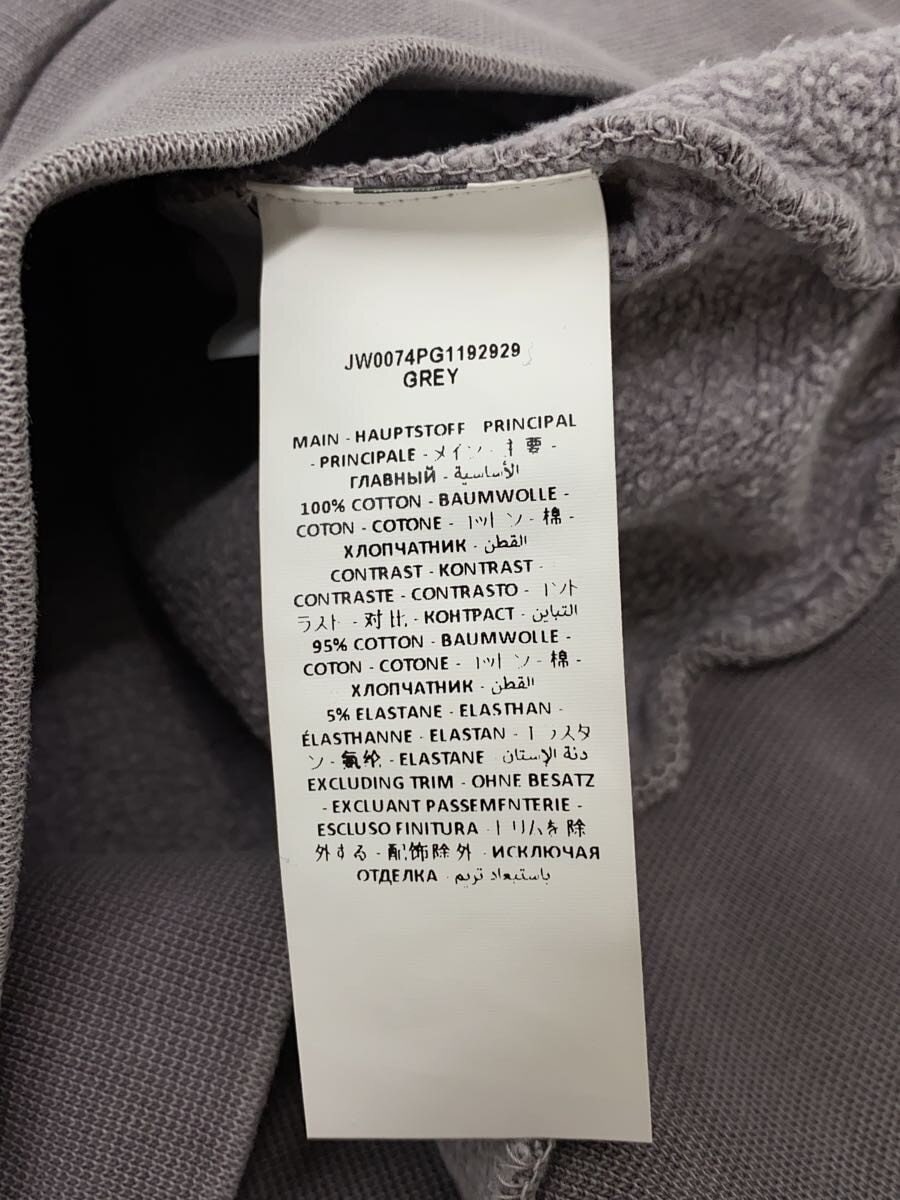 JW0074PG1192929
GREY
MAIN - HAUPTSTOFF PRINCIPAL
- PRINCIPALE - メイン - 主要 -
ГЛАВНЫЙ - الأساسية
100% COTTON - BAUMWOLLE -
COTON - COTONE - コットン - 棉 -
ХЛОПЧАТНИК - القطن
CONTRAST - KONTRAST -
CONTRASTE - CONTRASTO - コント
ラスト - 对比 - КОНТРАСТ - التباين
95% COTTON - BAUMWOLLE -
COTON - COTONE - コットン - 棉 -
ХЛОПЧАТНИК - القطن
5% ELASTANE - ELASTHAN -
ÉLASTHANNE - ELASTAN - エラスタ
ン - 氨纶 - ELASTANE دنة الإستان
EXCLUDING TRIM - OHNE BESATZ
- EXCLUANT PASSEMENTERIE -
ESCLUSO FINITURA - トリムを除
外する - 配饰除外 - ИСКЛЮЧАЯ
ОТДЕЛКА - باستبعاد تريم